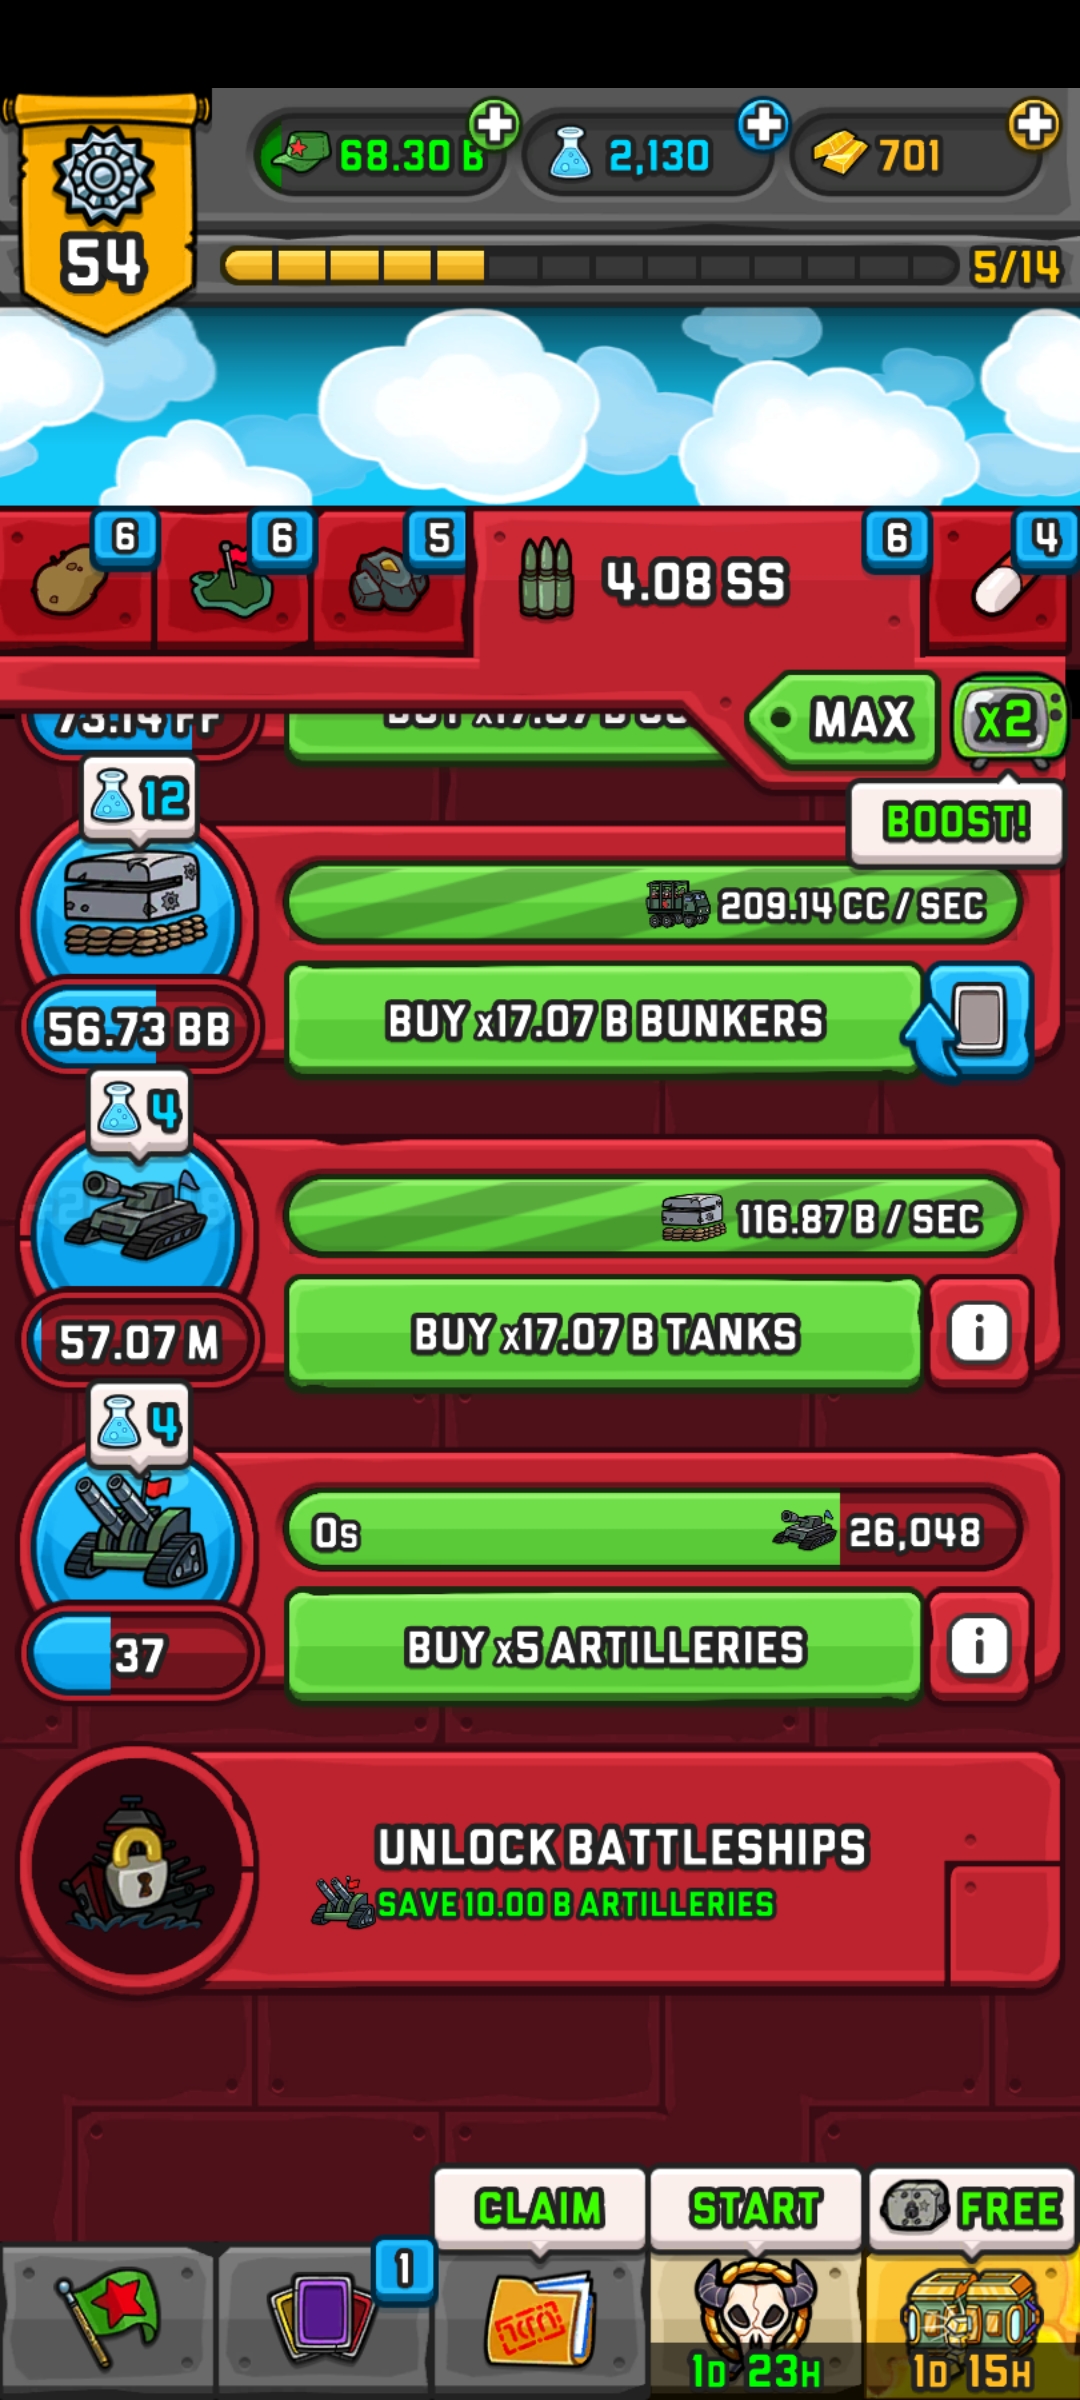 54
68.30 B
2,130
701
5/14
6
6
5
4.08 SS
6
4
MAX
x2
BOOST!
73.14 FF
12
209.14 CC / SEC
56.73 BB
BUY x17.07 B BUNKERS
4
116.87 B / SEC
57.07 M
BUY x17.07 B TANKS
i
4
0s
26,048
37
BUY x5 ARTILLERIES
i
UNLOCK BATTLESHIPS
SAVE 10.00 B ARTILLERIES
CLAIM
START
FREE
1
1D 23H
1D 15H